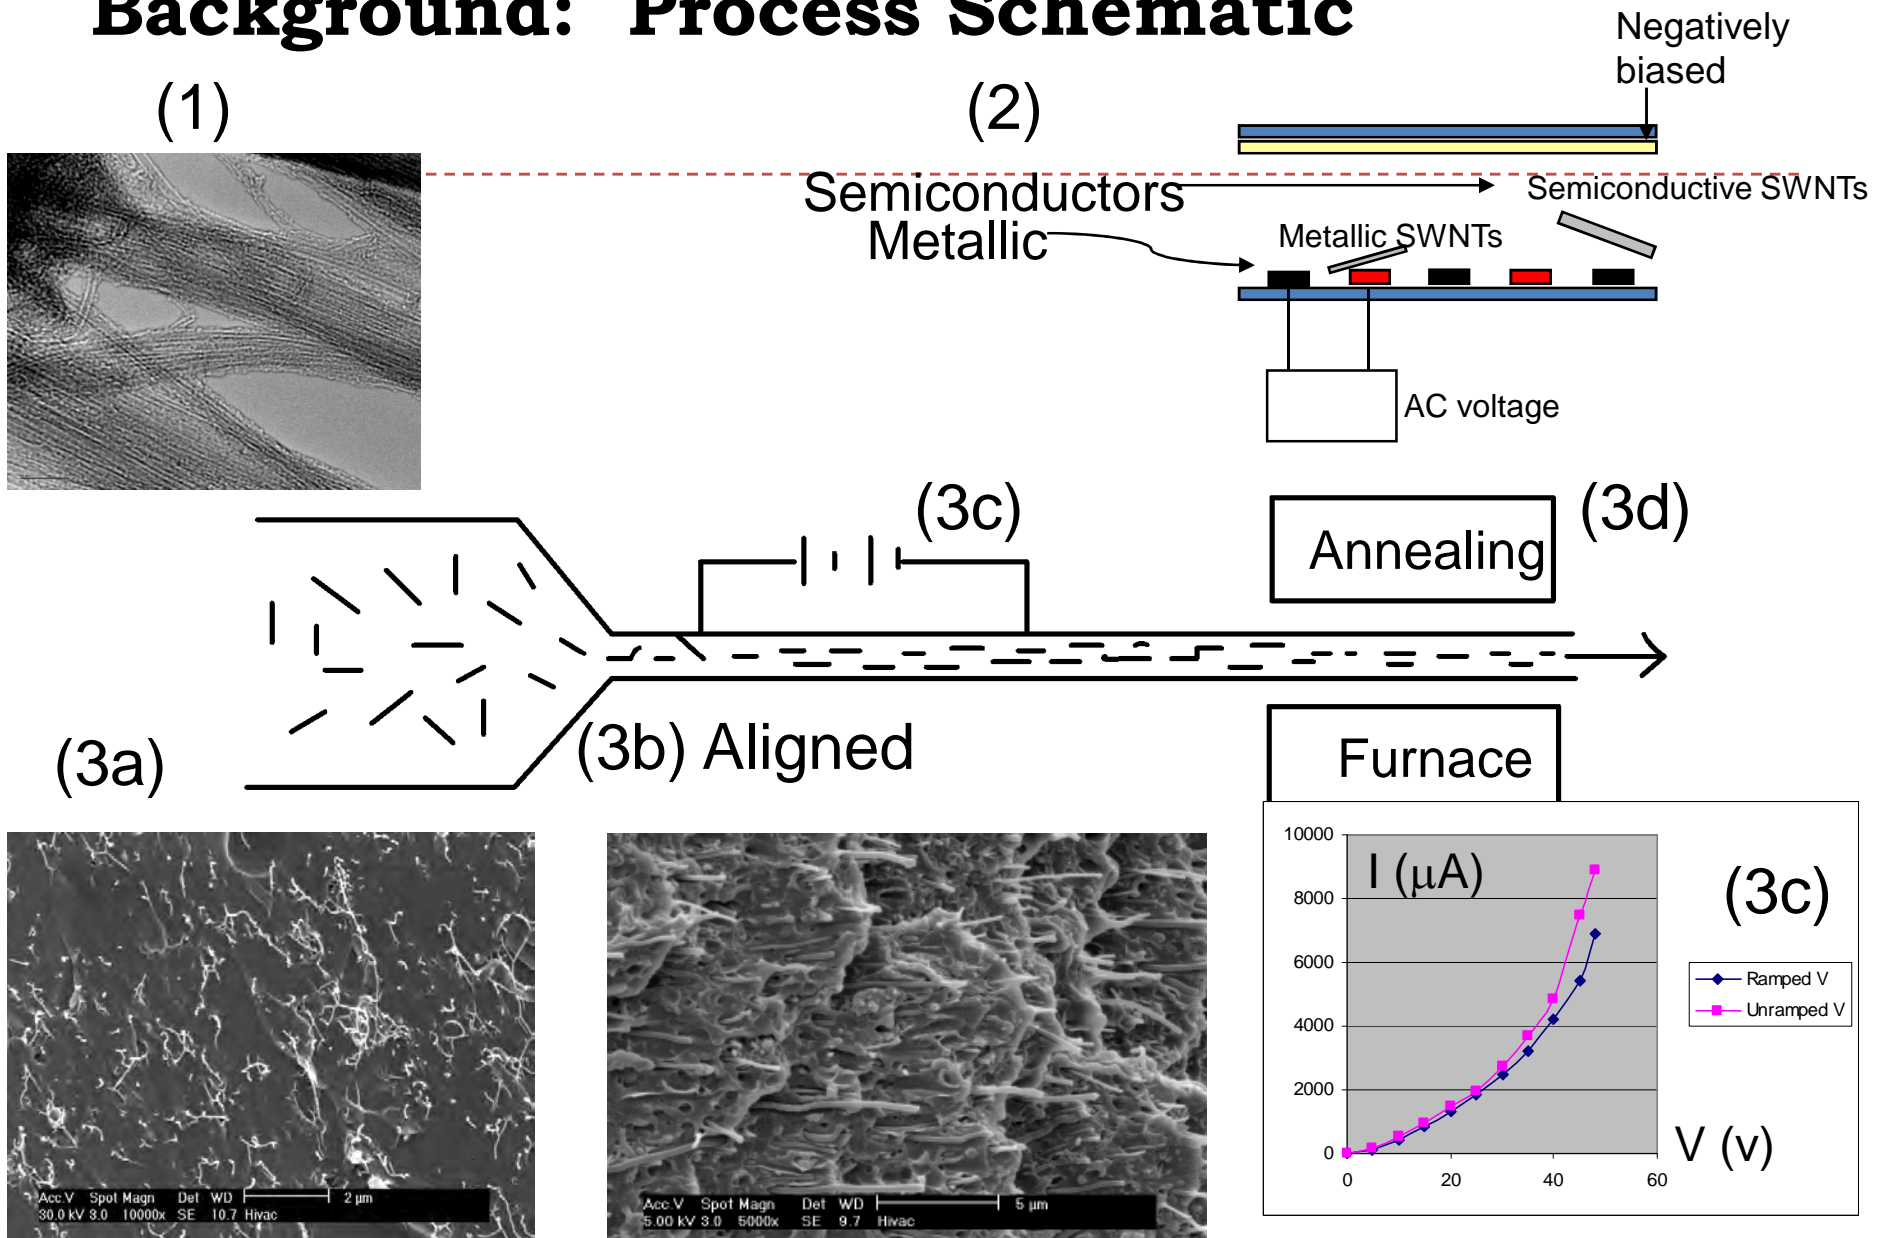 Background: Process Schematic
Negatively
biased
(1)
(2)
Semiconductors
Semiconductive SWNTs
Metallic
Metallic SWNTs
AC voltage
(3c)
(3d)
Annealing
(3a)
(3b) Aligned
Furnace
Acc.V Spot Magn Det WD 2 µm
30.0 kV 3.0 10000x SE 10.7 Hivac
Acc.V Spot Magn Det WD 5 µm
5.00 kV 3.0 5000x SE 9.7 Hivac
10000
I (µA)
(3c)
8000
6000
Ramped V
Unramped V
4000
2000
0
V (v)
0 20 40 60